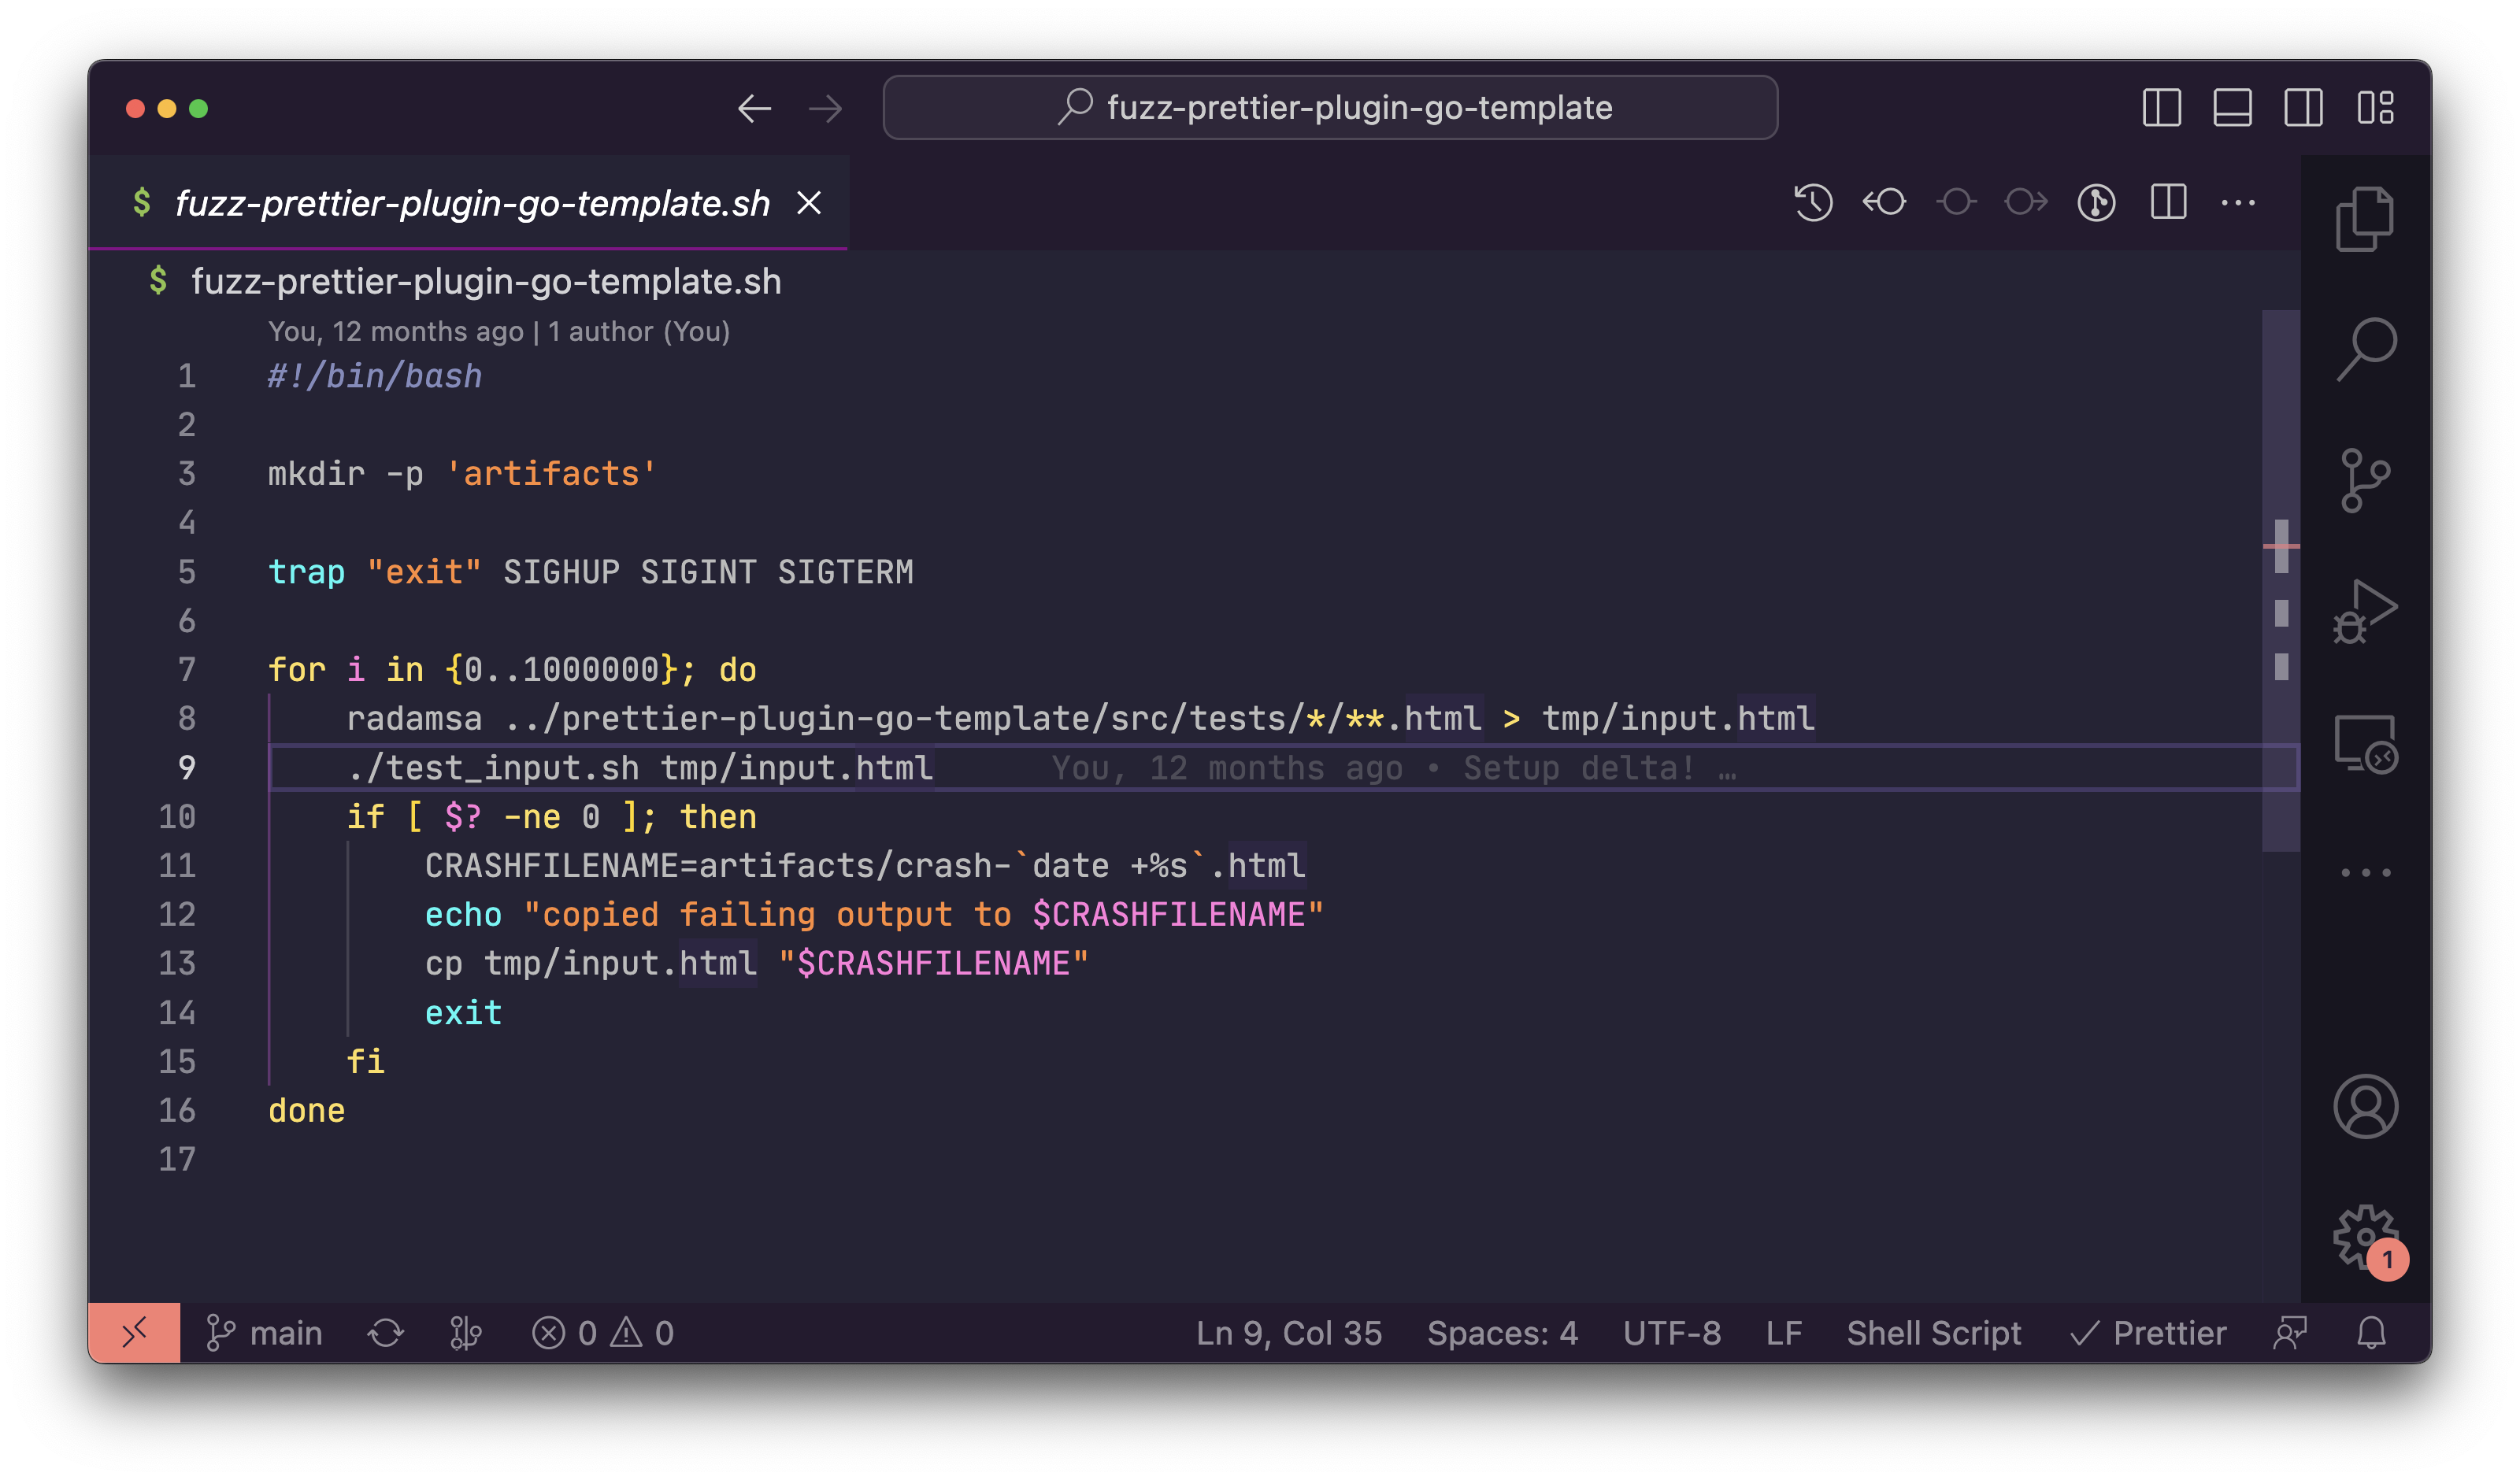 fuzz-prettier-plugin-go-template
$ fuzz-prettier-plugin-go-template.sh
$ fuzz-prettier-plugin-go-template.sh
You, 12 months ago | 1 author (You)
1 #!/bin/bash
2
3 mkdir -p 'artifacts'
4
5 trap "exit" SIGHUP SIGINT SIGTERM
6
7 for i in {0..1000000}; do
8     radamsa ../prettier-plugin-go-template/src/tests/*/**.html > tmp/input.html
9     ./test_input.sh tmp/input.html      You, 12 months ago • Setup delta! …
10     if [ $? -ne 0 ]; then
11         CRASHFILENAME=artifacts/crash-`date +%s`.html
12         echo "copied failing output to $CRASHFILENAME"
13         cp tmp/input.html "$CRASHFILENAME"
14         exit
15     fi
16 done
17
1
main 0 0 Ln 9, Col 35 Spaces: 4 UTF-8 LF Shell Script Prettier